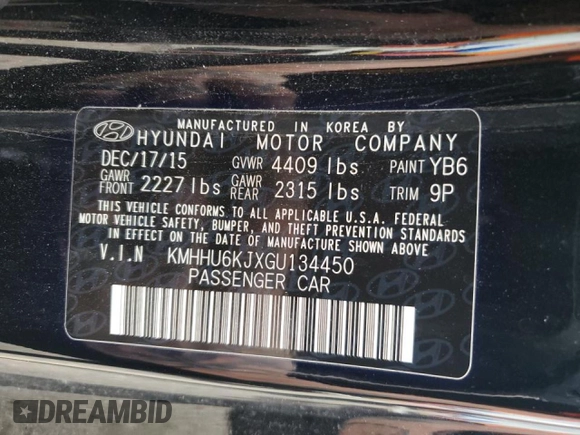 MANUFACTURED IN KOREA BY
HYUNDAI MOTOR COMPANY
DEC/17/15 GVWR 4409 lbs PAINT YB6
GAWR FRONT 2227 lbs GAWR REAR 2315 lbs TRIM 9P
THIS VEHICLE CONFORMS TO ALL APPLICABLE U.S.A. FEDERAL
MOTOR VEHICLE SAFETY, BUMPER, AND THEFT PREVENTION STANDARDS
IN EFFECT ON THE DATE OF MANUFACTURE SHOWN ABOVE.
V.I.N KMHHU6KJXGU134450
PASSENGER CAR
DREAMBID